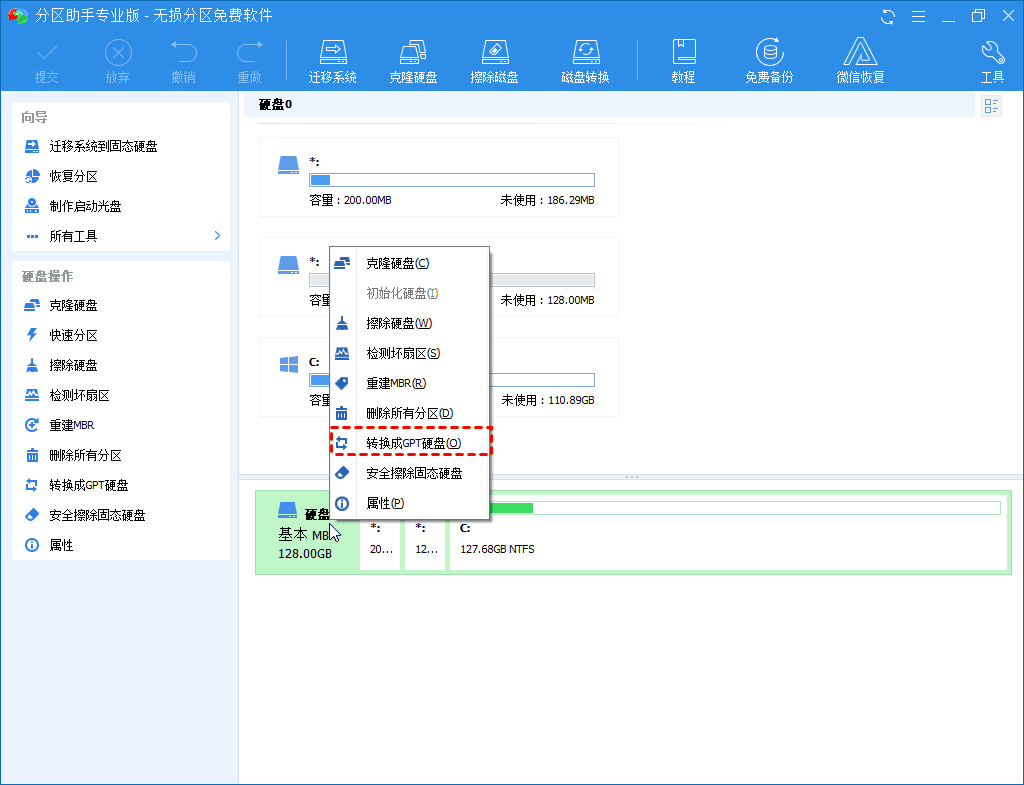 分区助手专业版 - 无损分区免费软件
提交
放弃
撤销
重做
迁移系统
克隆硬盘
擦除磁盘
磁盘转换
教程
免费备份
微信恢复
工具
向导
迁移系统到固态硬盘
恢复分区
制作启动光盘
所有工具
硬盘操作
克隆硬盘
快速分区
擦除硬盘
检测坏扇区
重建MBR
删除所有分区
转换成GPT硬盘
安全擦除固态硬盘
属性
硬盘0
*:
容量：200.00MB 未使用：186.29MB
*:
容量 未使用：128.00MB
C:
容量 未使用：110.89GB
克隆硬盘(C)
初始化硬盘(I)
擦除硬盘(W)
检测坏扇区(S)
重建MBR(R)
删除所有分区(D)
转换成GPT硬盘(O)
安全擦除固态硬盘
属性(P)
硬盘
基本 MB
128.00GB
*:
20...
*:
12...
C:
127.68GB NTFS